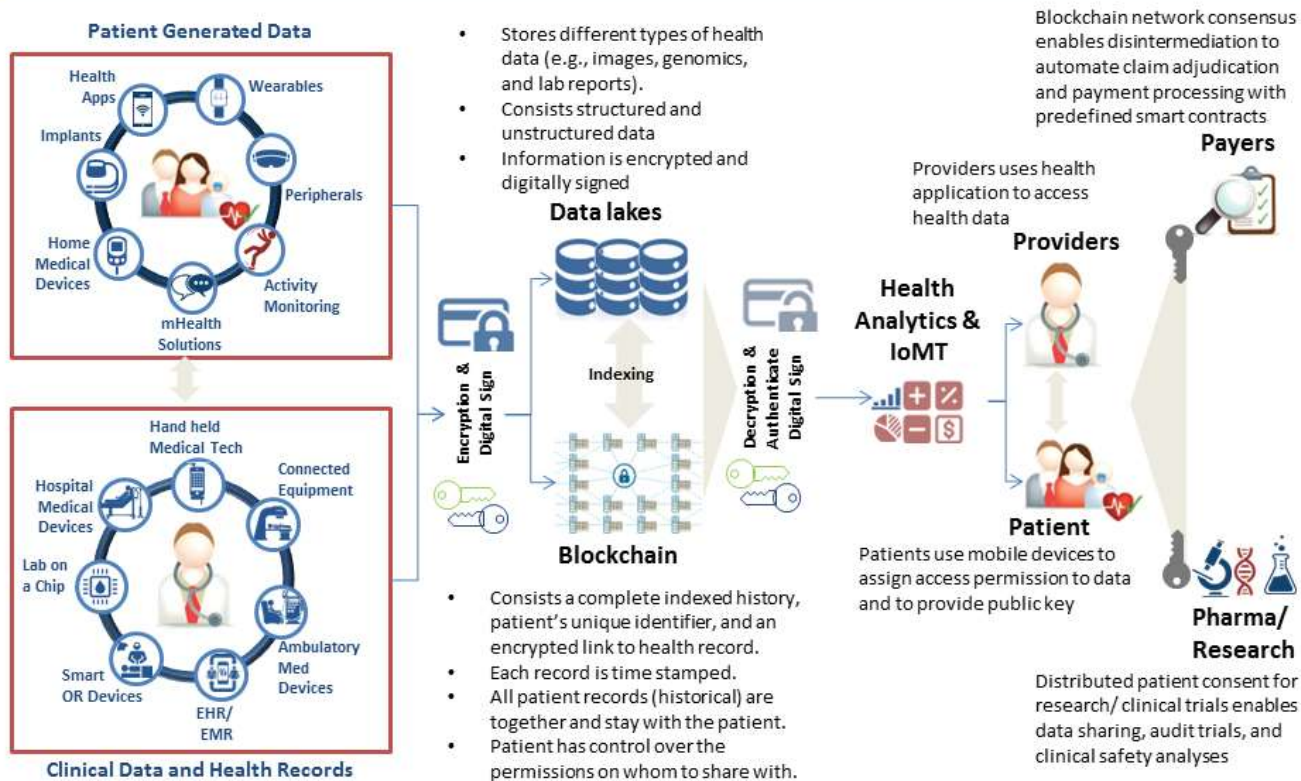 Patient Generated Data
Health
Apps
Wearables
Implants
Peripherals
Home
Medical
Devices
Activity
Monitoring
mHealth
Solutions
Hand held
Medical Tech
Connected
Equipment
Hospital
Medical
Devices
Lab on
a Chip
Ambulatory
Med
Devices
Smart
OR Devices
EHR/
EMR
Clinical Data and Health Records
Encryption &
Digital Sign
• Stores different types of health
data (e.g., images, genomics,
and lab reports).
• Consists structured and
unstructured data
• Information is encrypted and
digitally signed
Data lakes
Indexing
Blockchain
• Consists a complete indexed history,
patient's unique identifier, and an
encrypted link to health record.
• Each record is time stamped.
• All patient records (historical) are
together and stay with the patient.
• Patient has control over the
permissions on whom to share with.
Decryption &
Authenticate
Digital Sign
Health
Analytics &
IoMT
Providers uses health
application to access
health data
Providers
Patient
Patients use mobile devices to
assign access permission to data
and to provide public key
Blockchain network consensus
enables disintermediation to
automate claim adjudication
and payment processing with
predefined smart contracts
Payers
Pharma/
Research
Distributed patient consent for
research/ clinical trials enables
data sharing, audit trials, and
clinical safety analyses